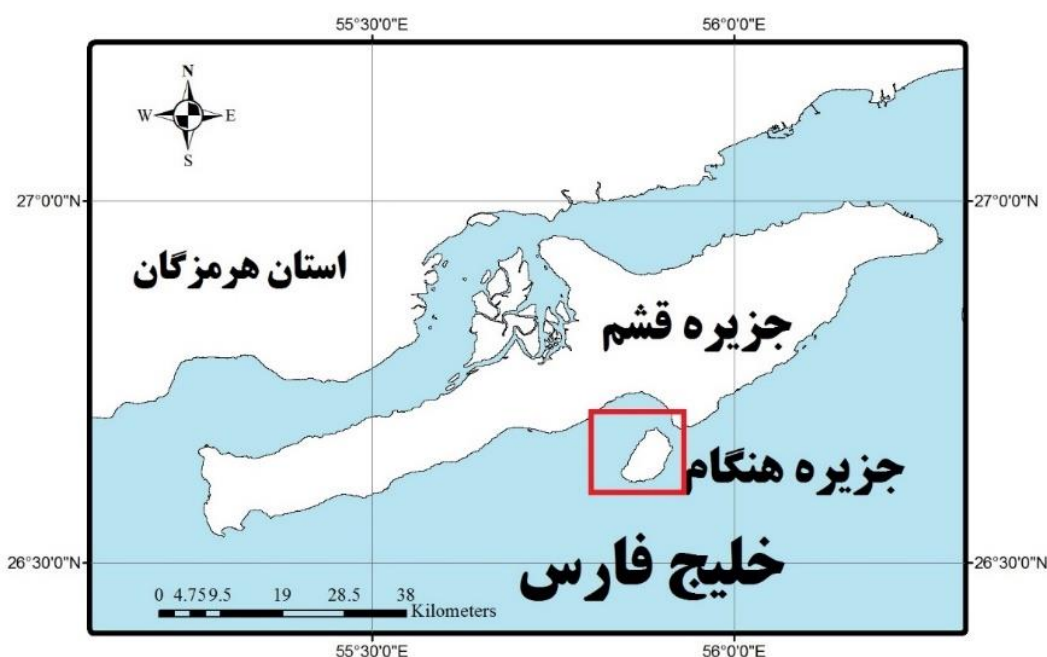 55°30'0"E 56°0'0"E
N
W E
S
27°0'0"N 27°0'0"N
استان هرمزگان
جزیره قشم
جزیره هنگام
خلیج فارس
26°30'0"N 26°30'0"N
0 4.75 9.5 19 28.5 38
Kilometers
55°30'0"E 56°0'0"E